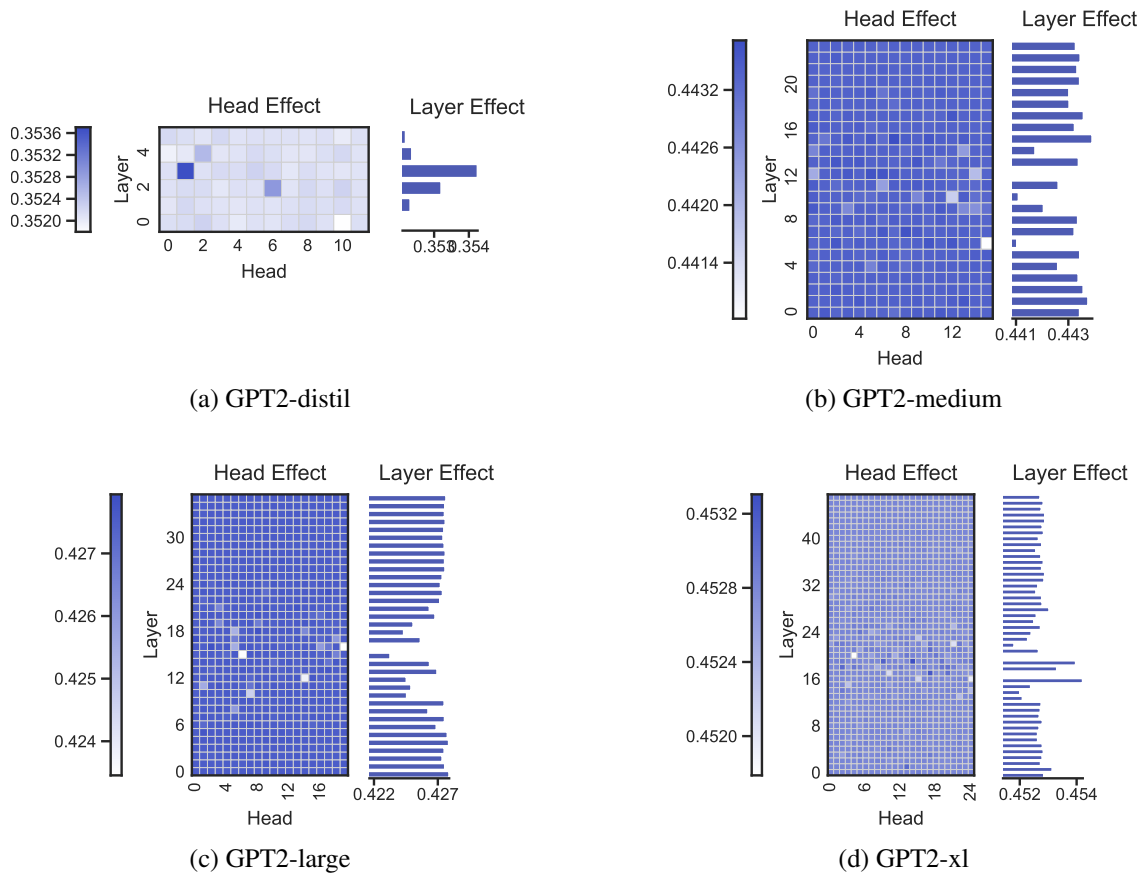 Head Effect
Layer Effect
0.3536
0.3532
0.3528
0.3524
0.3520
Layer
4
2
0
0 2 4 6 8 10
Head
0.353 0.354
(a) GPT2-distil
Head Effect
Layer Effect
0.4432
0.4426
0.4420
0.4414
Layer
20
16
12
8
4
0
0 4 8 12
Head
0.441 0.443
(b) GPT2-medium
Head Effect
Layer Effect
0.427
0.426
0.425
0.424
Layer
30
24
18
12
6
0
0 4 8 12 16
Head
0.422 0.427
(c) GPT2-large
Head Effect
Layer Effect
0.4532
0.4528
0.4524
0.4520
Layer
40
32
24
16
8
0
0 6 12 18 24
Head
0.452 0.454
(d) GPT2-xl